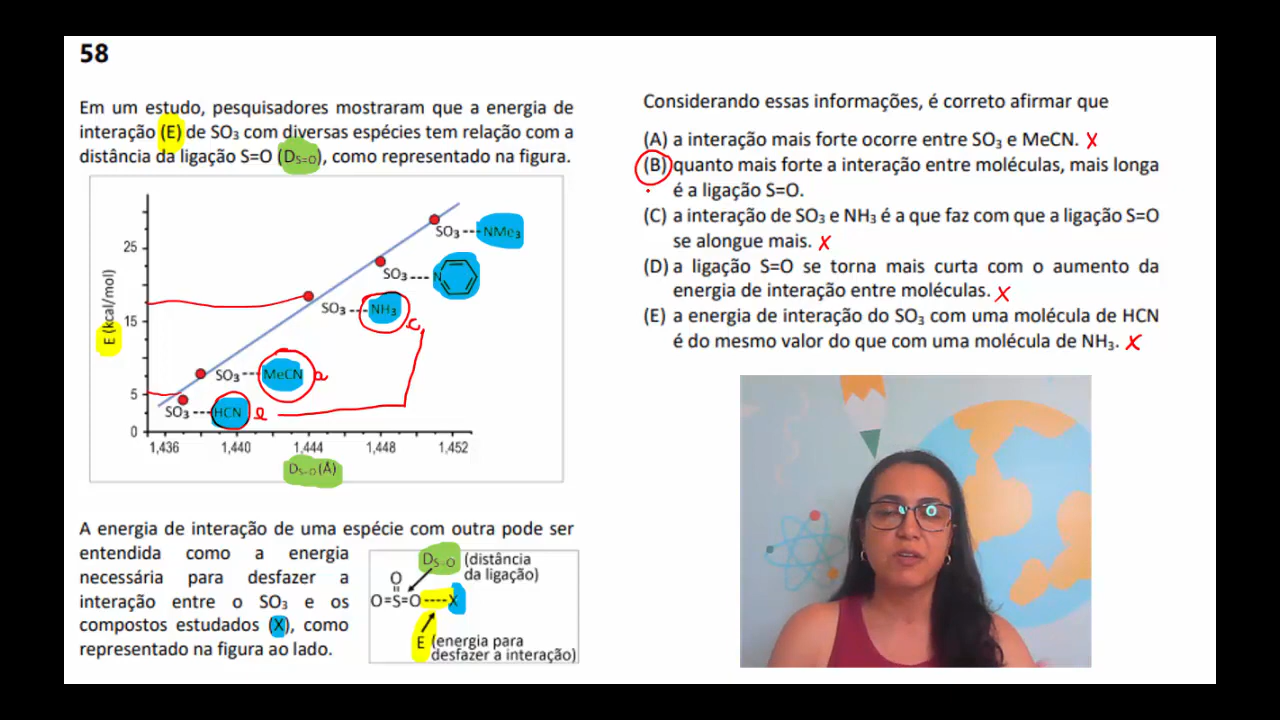 58
Em um estudo, pesquisadores mostraram que a energia de
interação (E) de SO₃ com diversas espécies tem relação com a
distância da ligação S=O (D_S=O), como representado na figura.
25
15
5
0
E (kcal/mol)
SO₃---NMe₃
SO₃---N
SO₃---NH₃
c
SO₃---MeCN
a
SO₃---HCN
e
1,436 1,440 1,444 1,448 1,452
D_S=O (Å)
A energia de interação de uma espécie com outra pode ser
entendida como a energia
necessária para desfazer a
interação entre o SO₃ e os
compostos estudados (X), como
representado na figura ao lado.
D_S=O (distância
da ligação)
O
O=S=O----X
E (energia para
desfazer a interação)
Considerando essas informações, é correto afirmar que
(A) a interação mais forte ocorre entre SO₃ e MeCN. X
(B) quanto mais forte a interação entre moléculas, mais longa
é a ligação S=O.
(C) a interação de SO₃ e NH₃ é a que faz com que a ligação S=O
se alongue mais. X
(D) a ligação S=O se torna mais curta com o aumento da
energia de interação entre moléculas. X
(E) a energia de interação do SO₃ com uma molécula de HCN
é do mesmo valor do que com uma molécula de NH₃. X